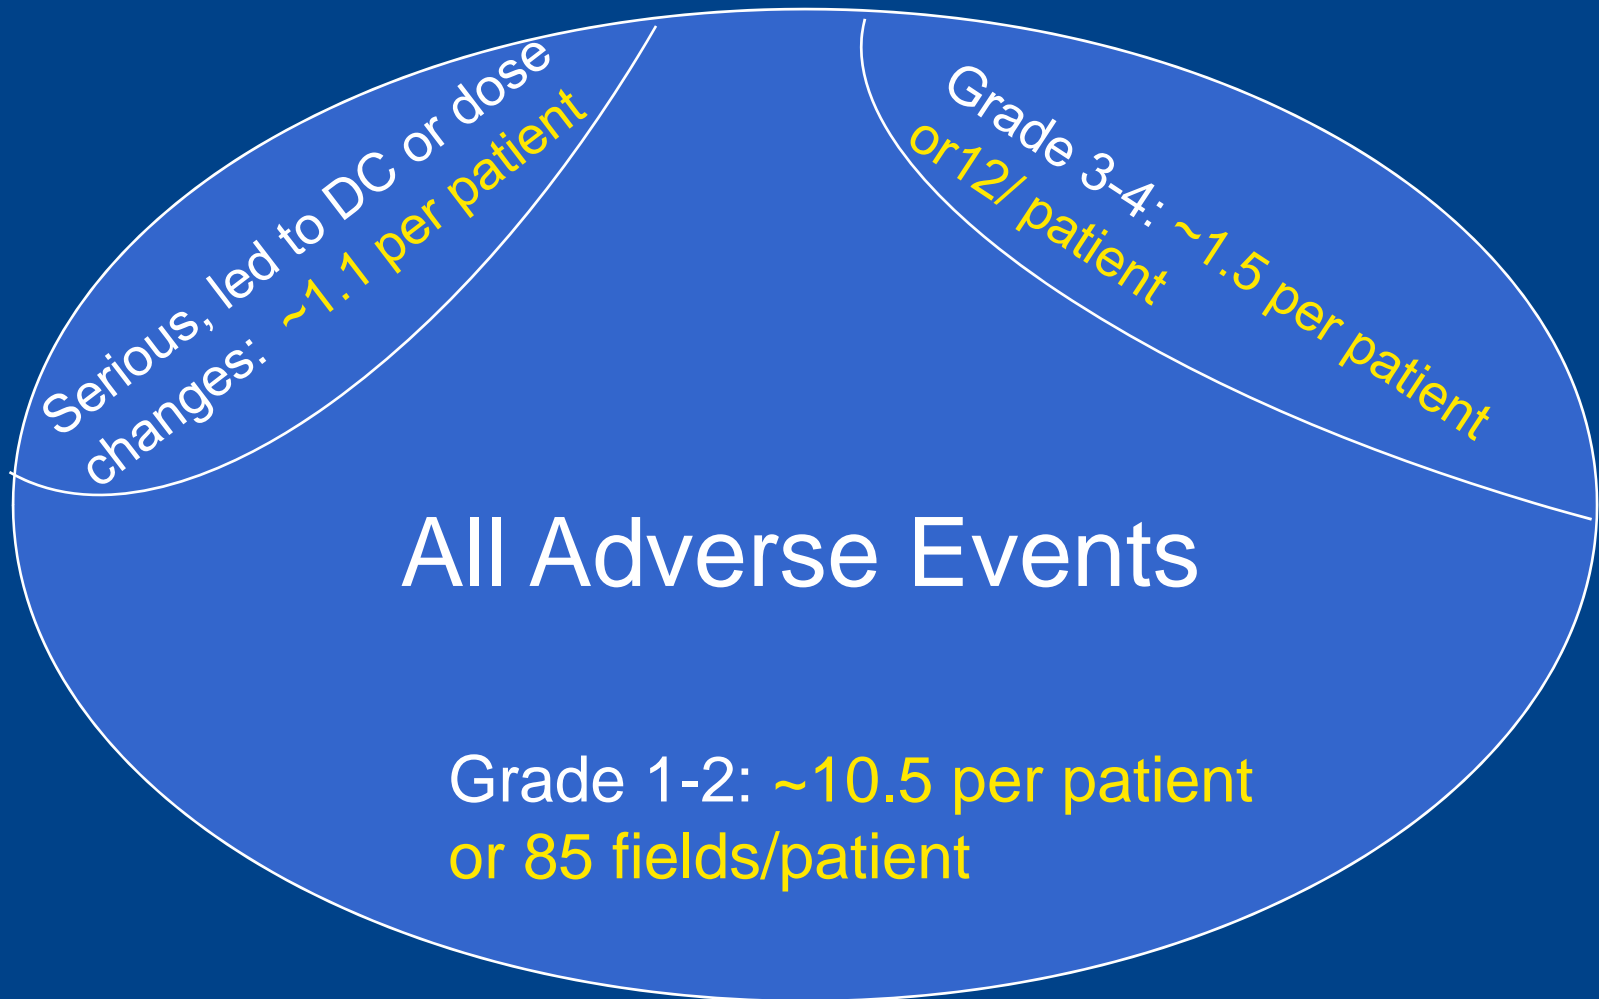 Serious, led to DC or dose
changes: ~1.1 per patient
Grade 3-4: ~1.5 per patient
or12/ patient
All Adverse Events
Grade 1-2: ~10.5 per patient
or 85 fields/patient